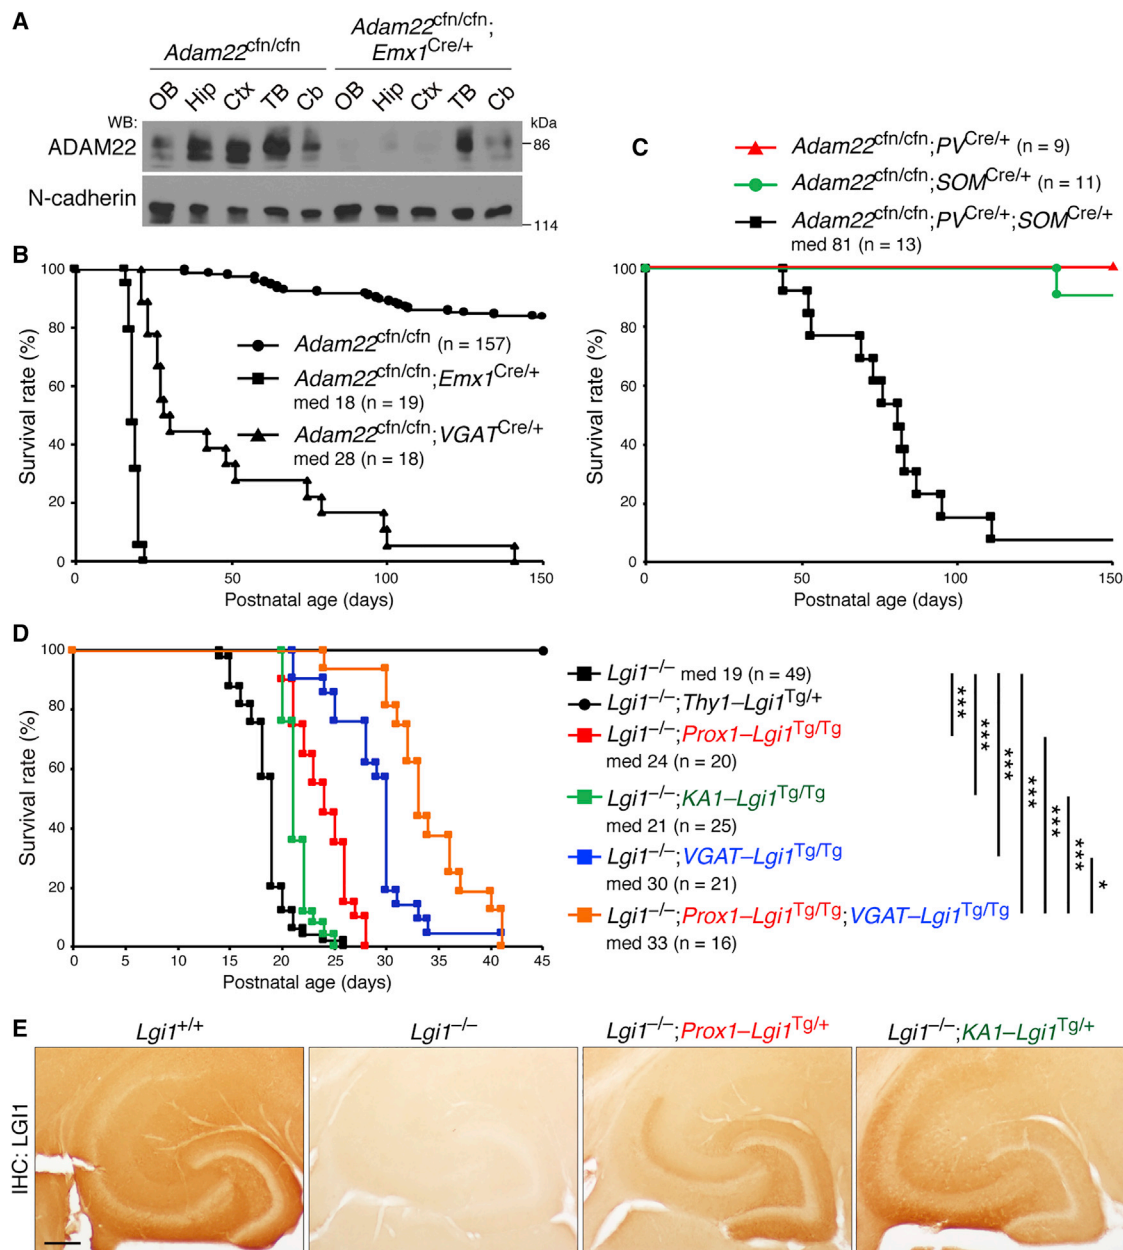 A
Adam22cfn/cfn
Adam22cfn/cfn;
Emx1Cre/+
OB Hip Ctx TB Cb OB Hip Ctx TB Cb
WB:
kDa
ADAM22
86
N-cadherin
114
B
Survival rate (%)
100
80
60
40
20
0
0 50 100 150
Postnatal age (days)
Adam22cfn/cfn (n = 157)
Adam22cfn/cfn;Emx1Cre/+
med 18 (n = 19)
Adam22cfn/cfn;VGATCre/+
med 28 (n = 18)
C
Adam22cfn/cfn;PVCre/+ (n = 9)
Adam22cfn/cfn;SOMCre/+ (n = 11)
Adam22cfn/cfn;PVCre/+;SOMCre/+
med 81 (n = 13)
Survival rate (%)
100
80
60
40
20
0
0 50 100 150
Postnatal age (days)
D
Survival rate (%)
100
80
60
40
20
0
0 5 10 15 20 25 30 35 40 45
Postnatal age (days)
Lgi1–/– med 19 (n = 49)
Lgi1–/–;Thy1–Lgi1Tg/+
Lgi1–/–;Prox1–Lgi1Tg/Tg
med 24 (n = 20)
Lgi1–/–;KA1–Lgi1Tg/Tg
med 21 (n = 25)
Lgi1–/–;VGAT–Lgi1Tg/Tg
med 30 (n = 21)
Lgi1–/–;Prox1–Lgi1Tg/Tg;VGAT–Lgi1Tg/Tg
med 33 (n = 16)
***
***
***
***
***
***
*
E
Lgi1+/+
Lgi1–/–
Lgi1–/–;Prox1–Lgi1Tg/+
Lgi1–/–;KA1–Lgi1Tg/+
IHC: LGI1